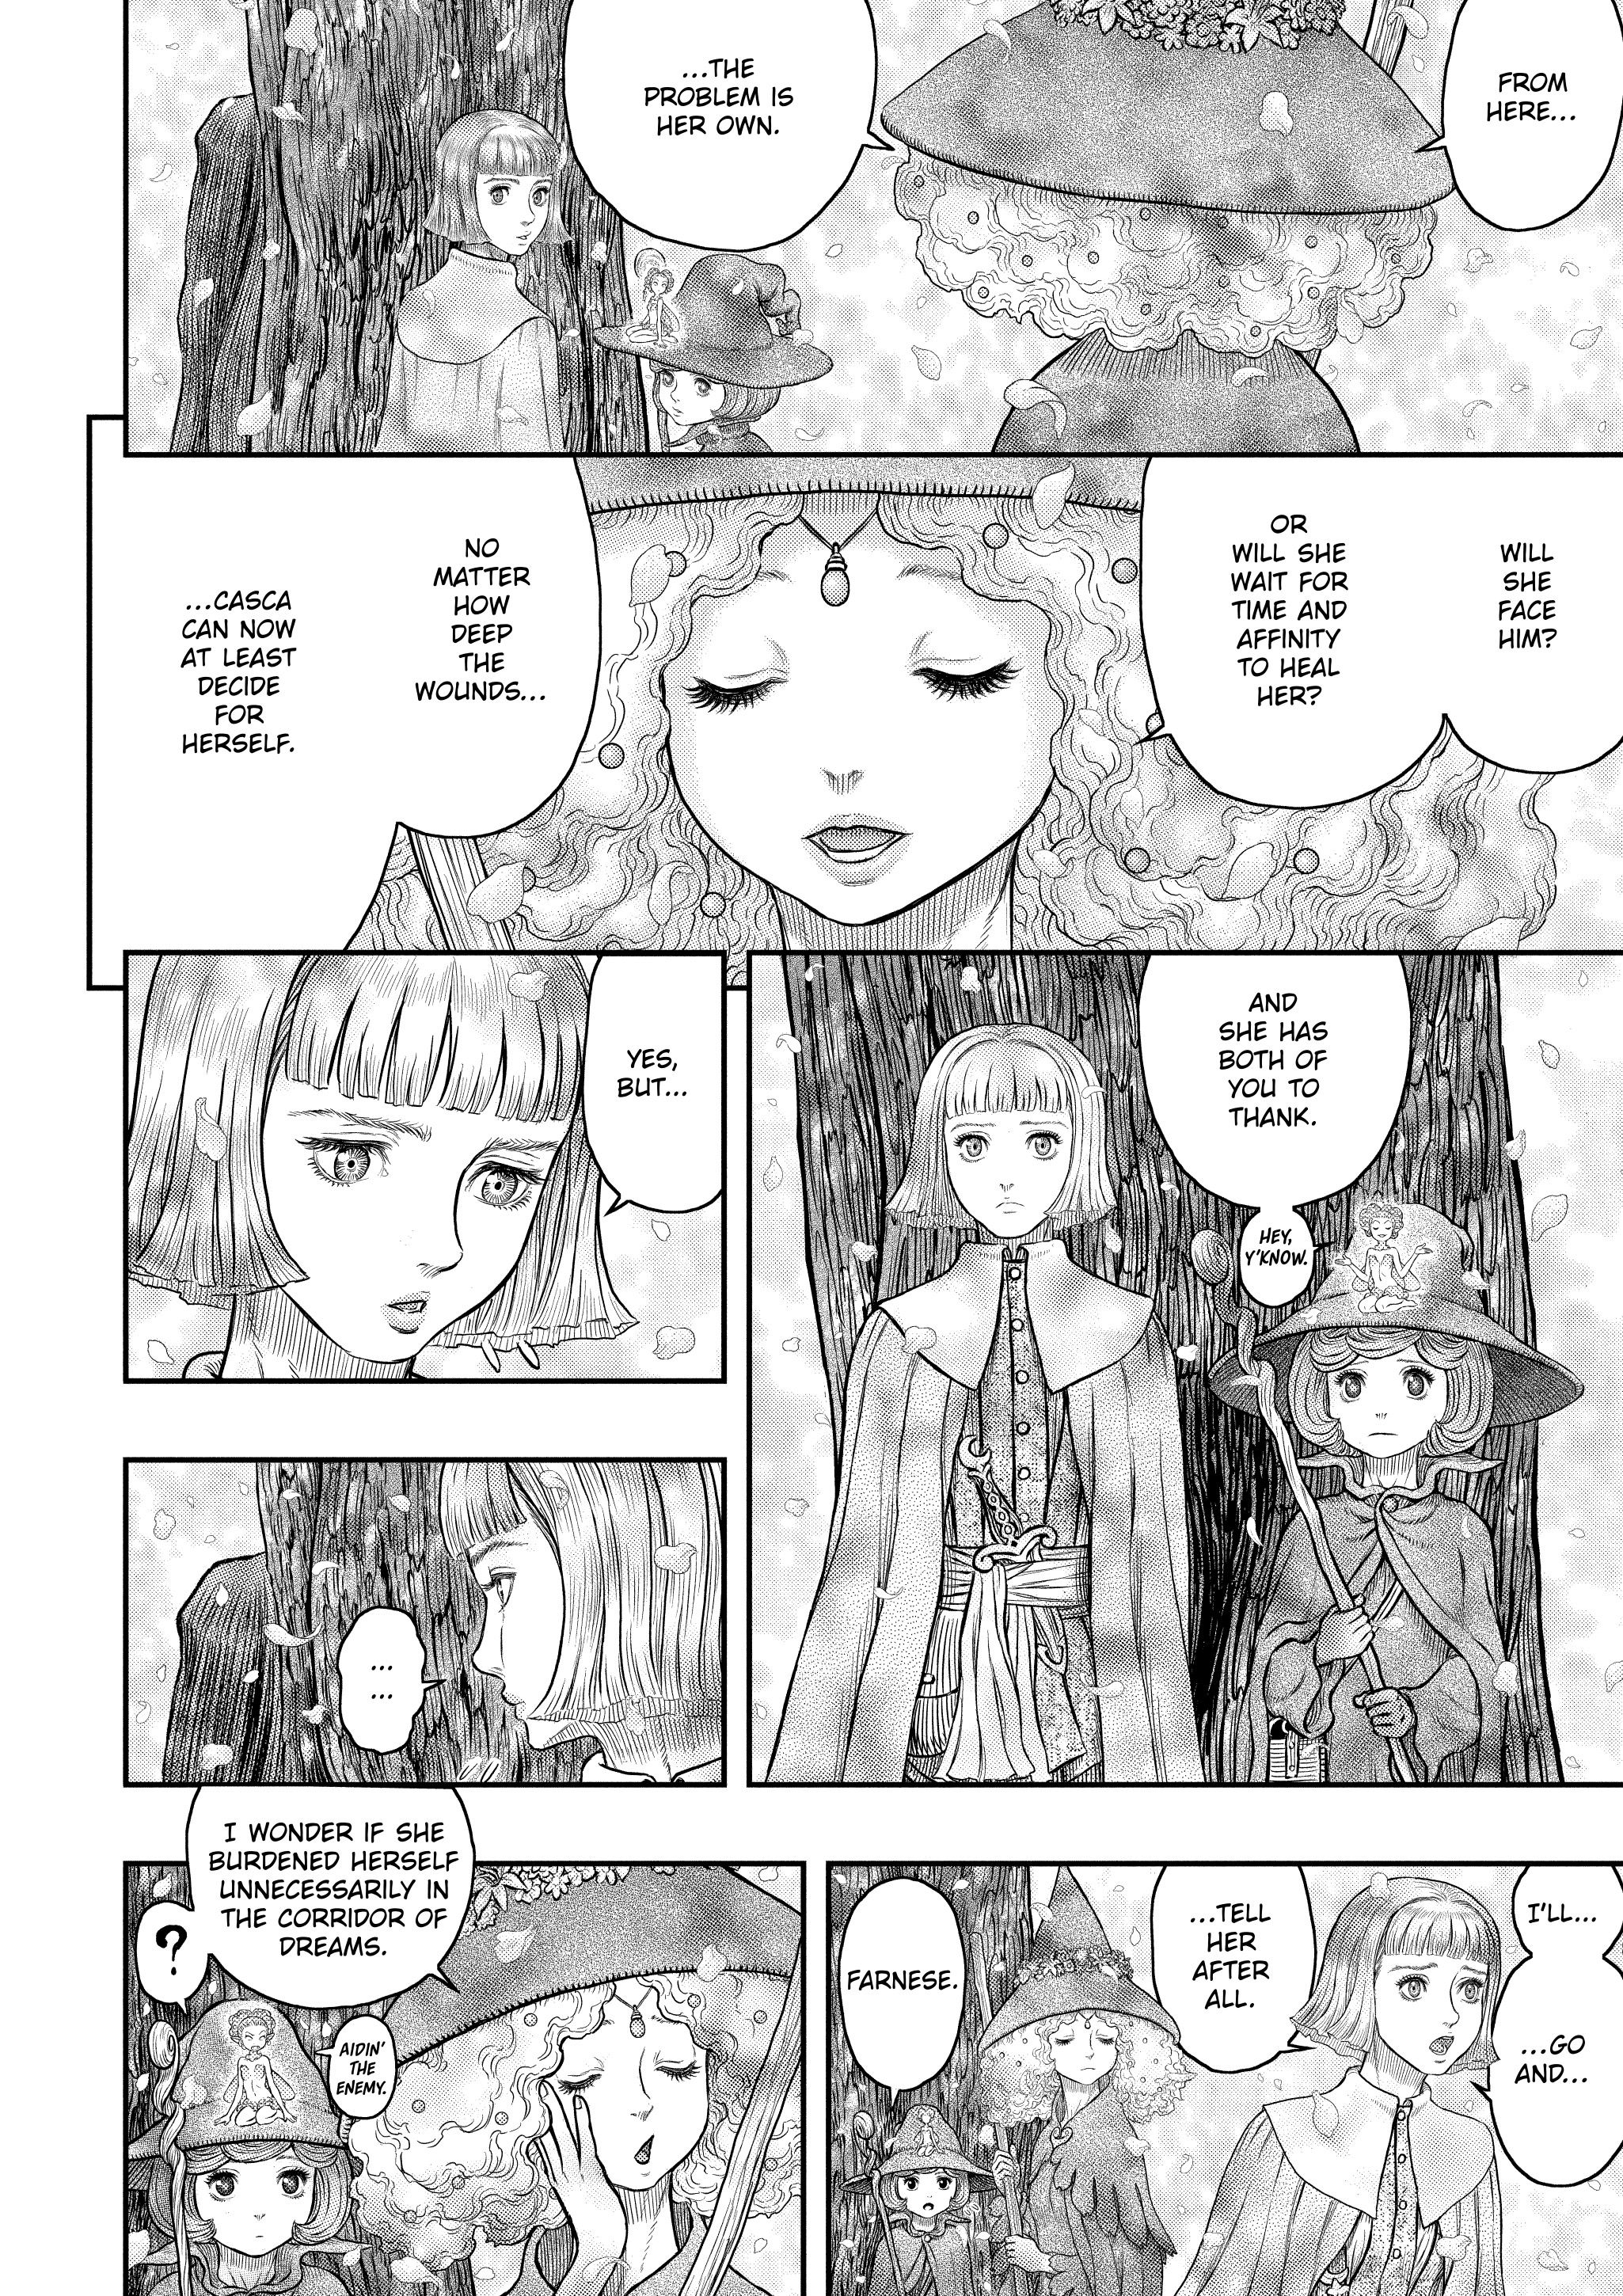 FROM
HERE...
...THE
PROBLEM IS
HER OWN.
WILL
SHE
FACE
HIM?
OR
WILL SHE
WAIT FOR
TIME AND
AFFINITY
TO HEAL
HER?
NO
MATTER
HOW
DEEP
THE
WOUNDS...
...CASCA
CAN NOW
AT LEAST
DECIDE
FOR
HERSELF.
AND
SHE HAS
BOTH OF
YOU TO
THANK.
HEY,
Y'KNOW.
YES,
BUT...
...
...
I'LL...
...GO
AND...
...TELL
HER
AFTER
ALL.
FARNESE.
I WONDER IF SHE
BURDENED HERSELF
UNNECESSARILY IN
THE CORRIDOR OF
DREAMS.
AIDIN'
THE
ENEMY.
?